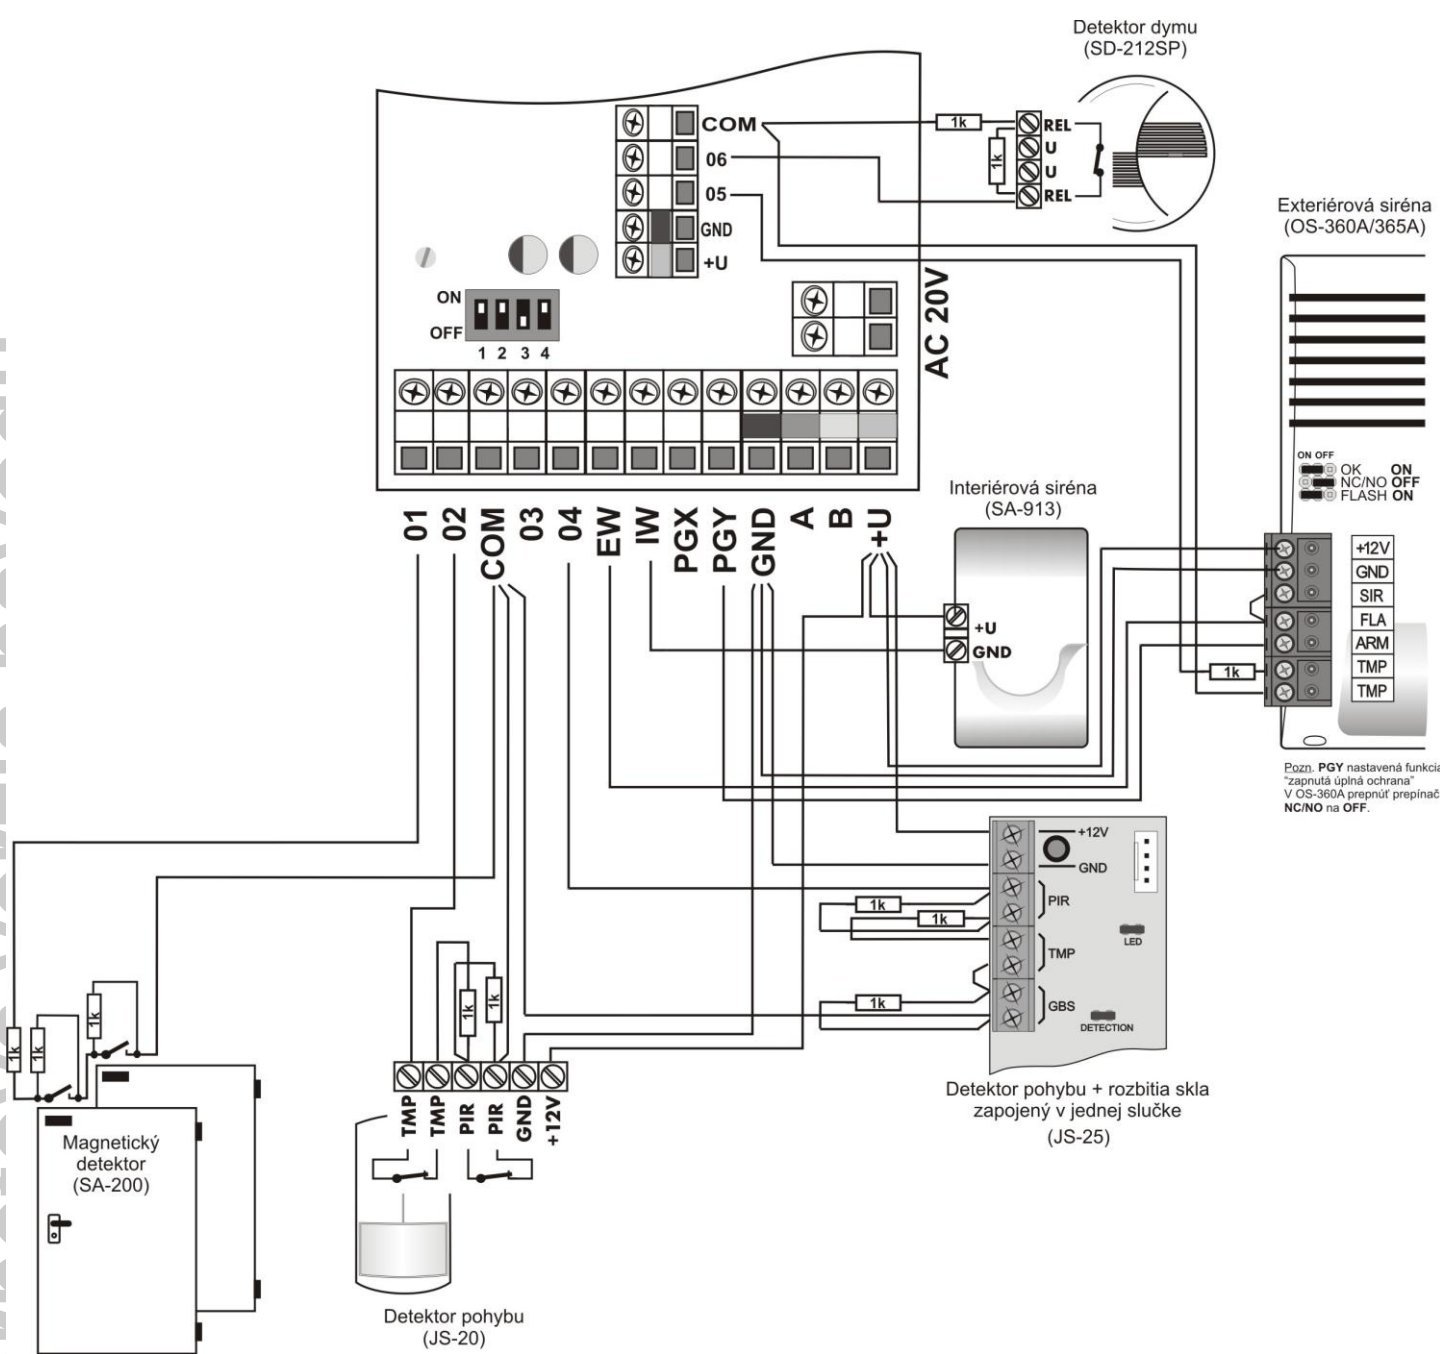 Detektor dymu
(SD-212SP)
COM
06
05
GND
+U
1k
1k
REL
U
U
REL
Exteriérová siréna
(OS-360A/365A)
ON
OFF
1 2 3 4
AC 20V
ON OFF
OK ON
NC/NO OFF
FLASH ON
01
02
COM
03
04
EW
IW
PGX
PGY
GND
A
B
+U
Interiérová siréna
(SA-913)
+U
GND
+12V
GND
SIR
FLA
ARM
TMP
TMP
1k
Pozn. PGY nastavená funkcia
"zapnutá úplná ochrana"
V OS-360A prepnúť prepínač
NC/NO na OFF.
+12V
GND
PIR
TMP
GBS
LED
DETECTION
1k
1k
1k
Detektor pohybu + rozbitia skla
zapojený v jednej slučke
(JS-25)
1k
1k
1k
1k
1k
TMP
TMP
PIR
PIR
GND
+12V
Magnetický
detektor
(SA-200)
Detektor pohybu
(JS-20)